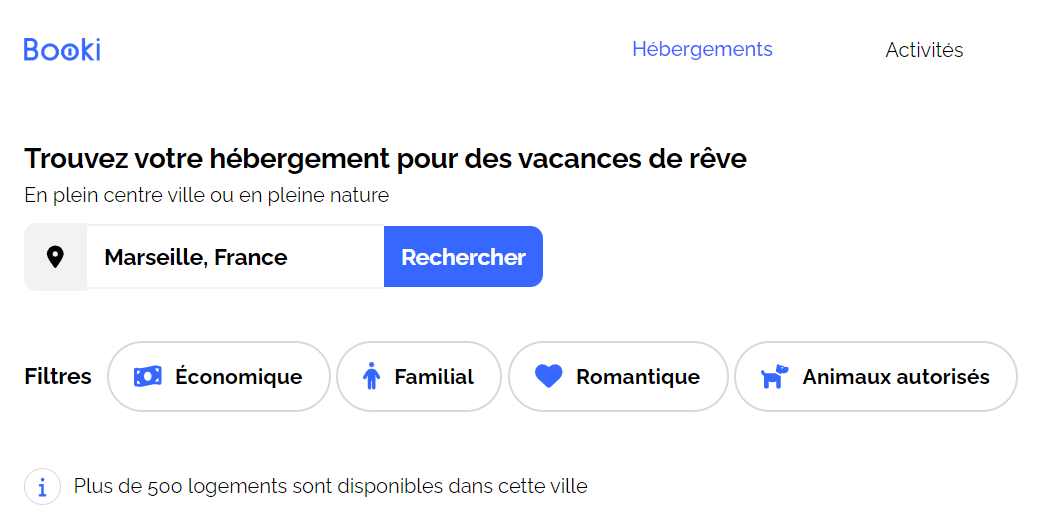 Booki
Hébergements
Activités
Trouvez votre hébergement pour des vacances de rêve
En plein centre ville ou en pleine nature
Marseille, France
Rechercher
Filtres
Économique
Familial
Romantique
Animaux autorisés
Plus de 500 logements sont disponibles dans cette ville